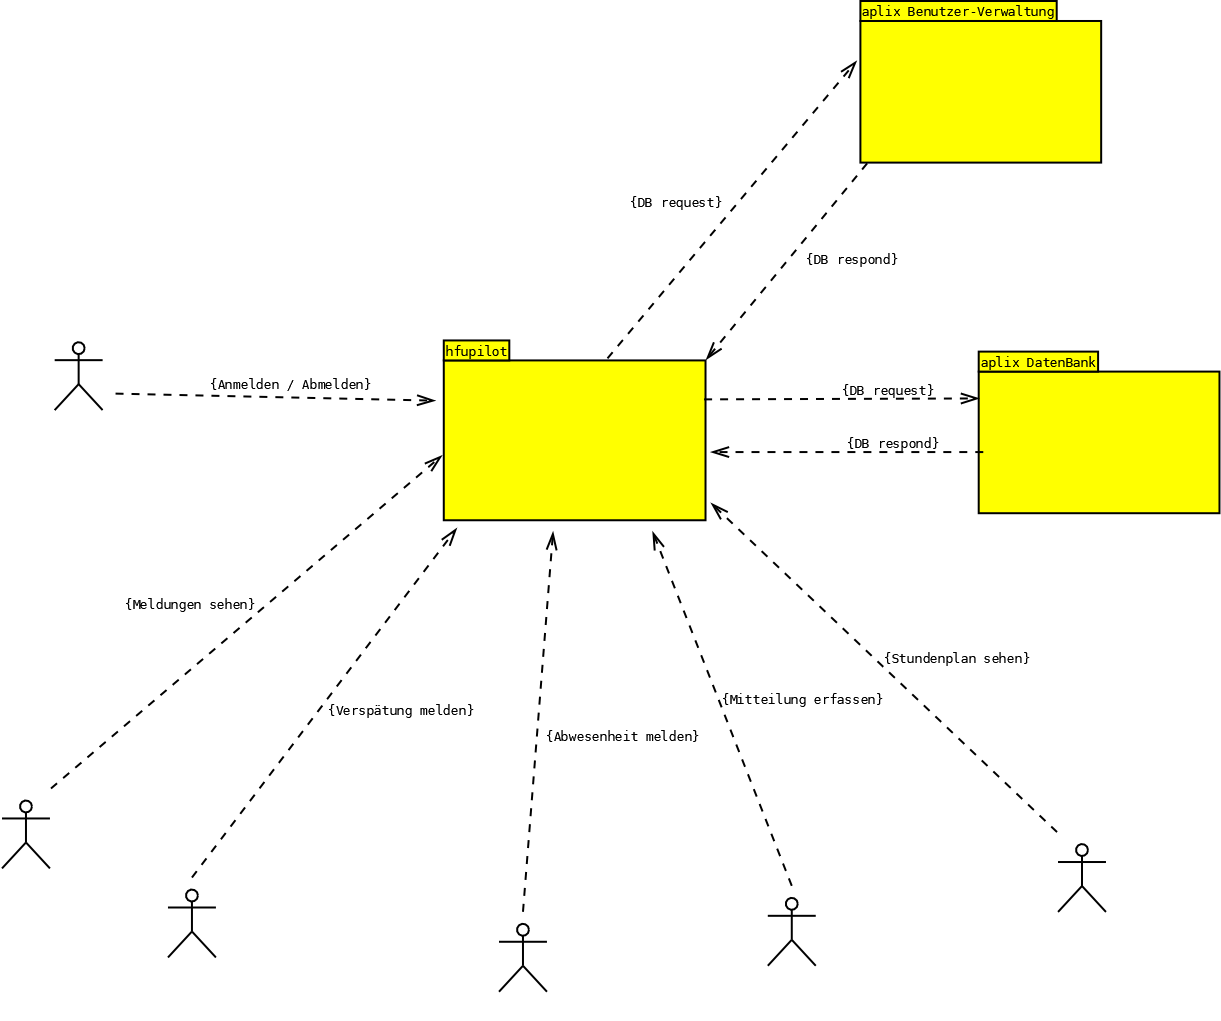 aplix Benutzer-Verwaltung
{DB request}
{DB respond}
hfupilot
aplix DatenBank
{Anmelden / Abmelden}
{DB request}
{DB respond}
{Meldungen sehen}
{Stundenplan sehen}
{Mitteilung erfassen}
{Verspätung melden}
{Abwesenheit melden}